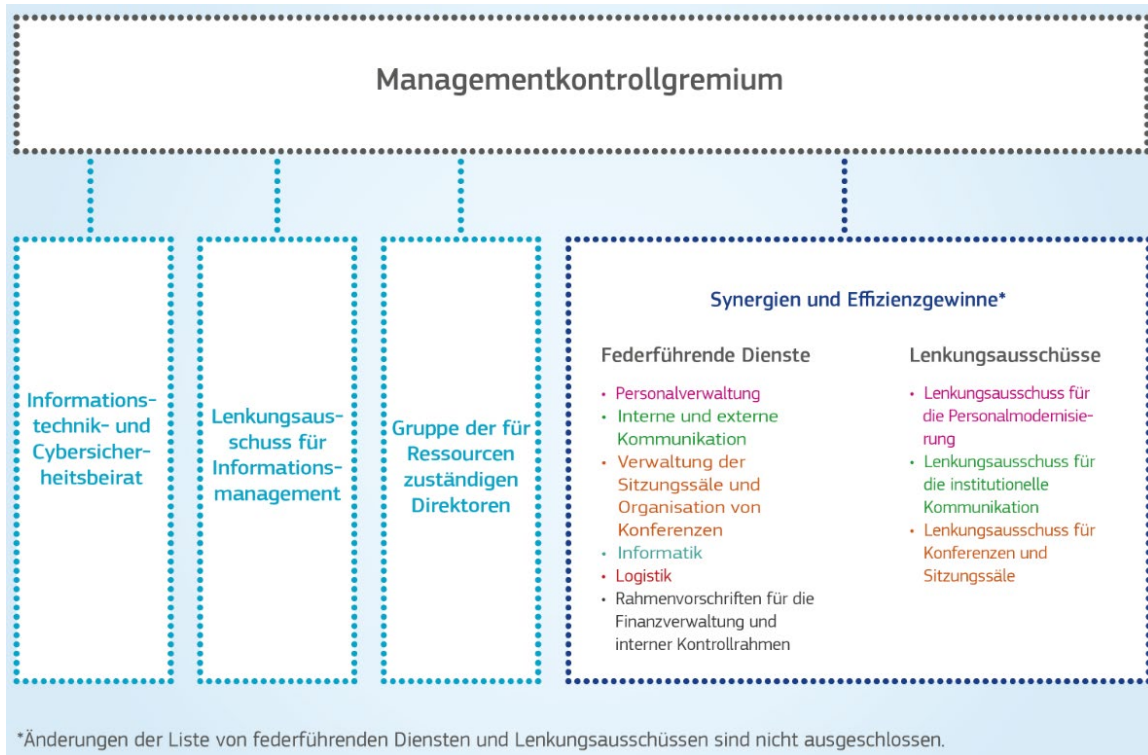 Managementkontrollgremium
Informations-
technik- und
Cybersicher-
heitsbeirat
Lenkungsaus-
schuss für
Informations-
management
Gruppe der für
Ressourcen
zuständigen
Direktoren
Synergien und Effizienzgewinne*
Federführende Dienste
• Personalverwaltung
• Interne und externe
Kommunikation
• Verwaltung der
Sitzungssäle und
Organisation von
Konferenzen
• Informatik
• Logistik
• Rahmenvorschriften für die
Finanzverwaltung und
interner Kontrollrahmen
Lenkungsausschüsse
• Lenkungsausschuss für
die Personalmodernisie-
rung
• Lenkungsausschuss für
die institutionelle
Kommunikation
• Lenkungsausschuss für
Konferenzen und
Sitzungssäle
*Änderungen der Liste von federführenden Diensten und Lenkungsausschüssen sind nicht ausgeschlossen.